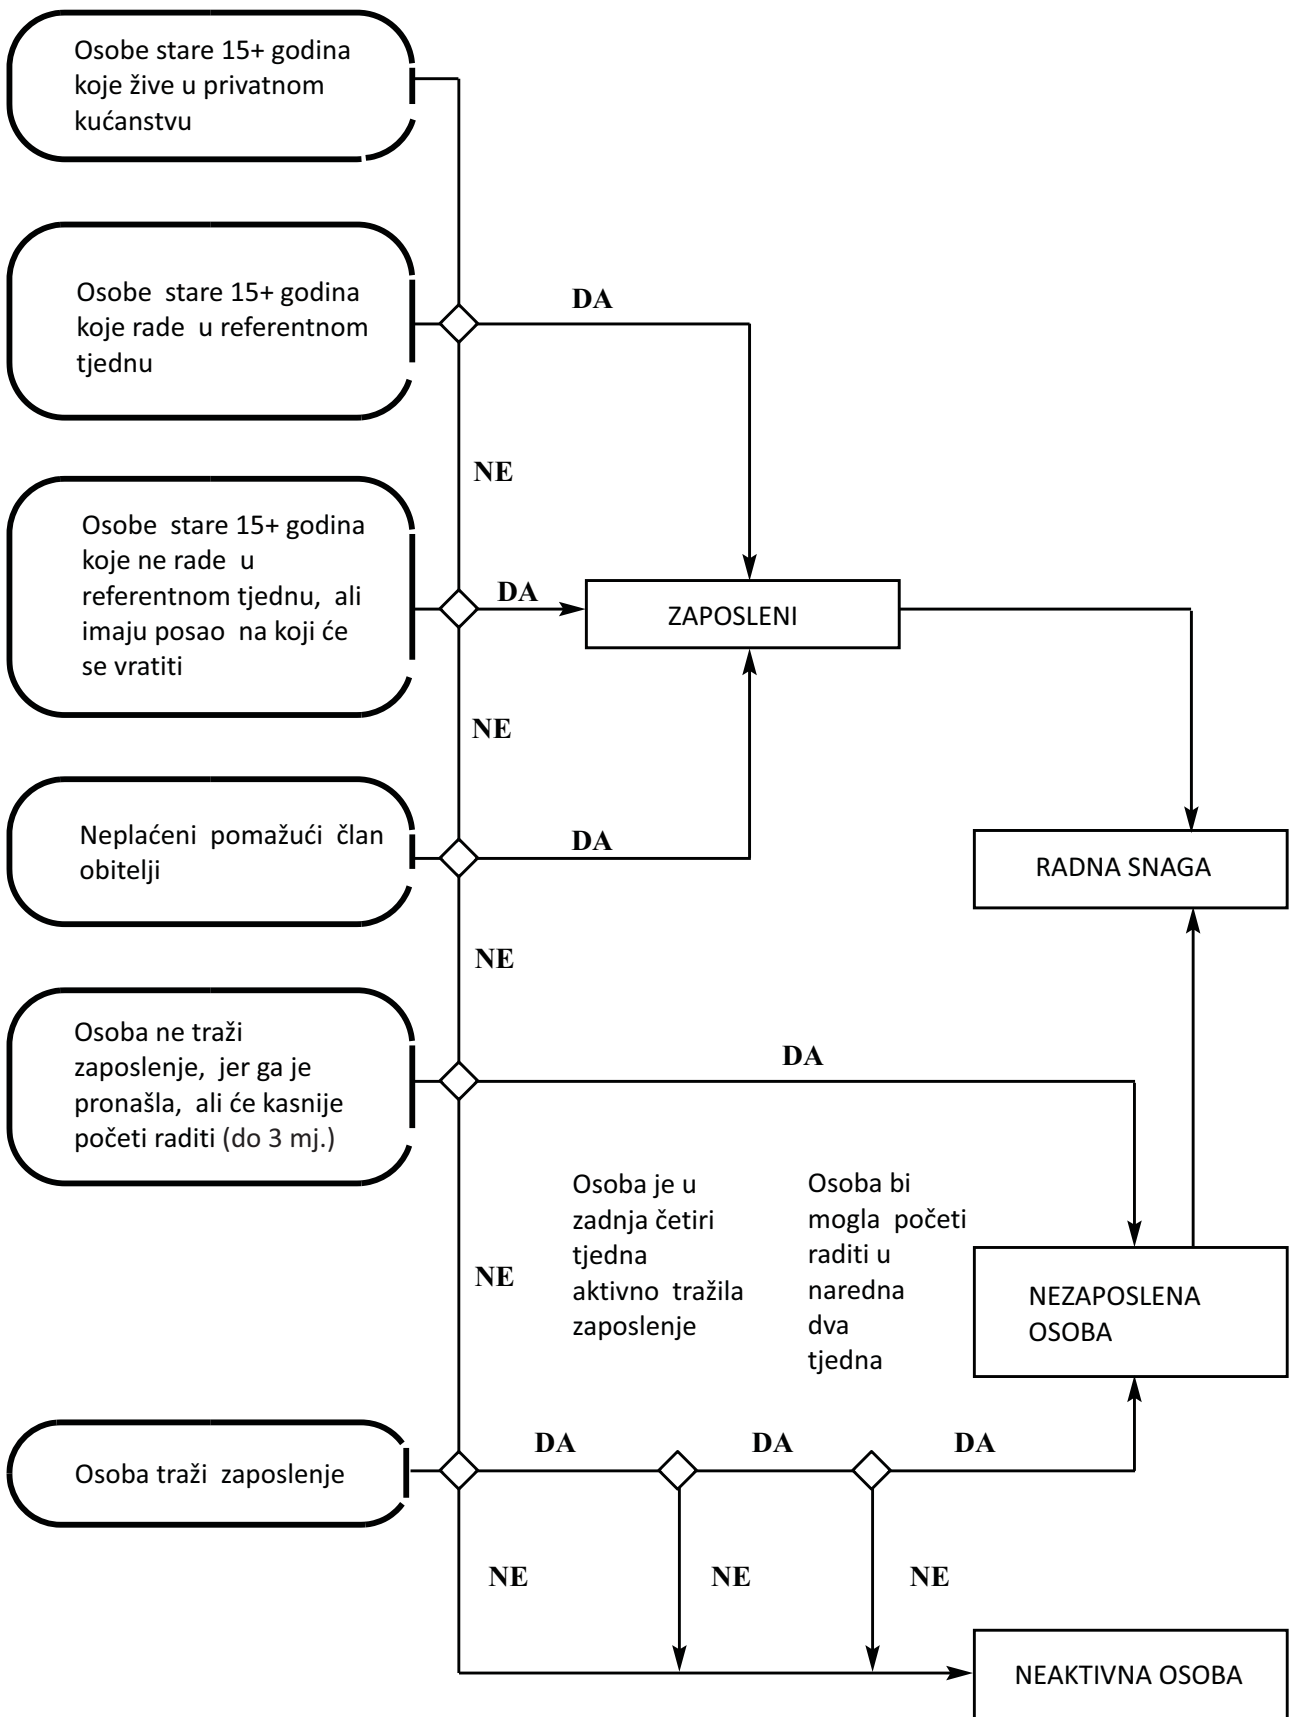 Osobe stare 15+ godina
koje žive u privatnom
kućanstvu
Osobe stare 15+ godina
koje rade u referentnom
tjednu
DA
NE
Osobe stare 15+ godina
koje ne rade u
referentnom tjednu, ali
imaju posao na koji će
se vratiti
DA
ZAPOSLENI
NE
Neplaćeni pomažući član
obitelji
DA
RADNA SNAGA
NE
Osoba ne traži
zaposlenje, jer ga je
pronašla, ali će kasnije
početi raditi (do 3 mj.)
DA
NE
Osoba je u
zadnja četiri
tjedna
aktivno tražila
zaposlenje
Osoba bi
mogla početi
raditi u
naredna
dva
tjedna
NEZAPOSLENA
OSOBA
Osoba traži zaposlenje
DA
DA
DA
NE
NE
NE
NEAKTIVNA OSOBA